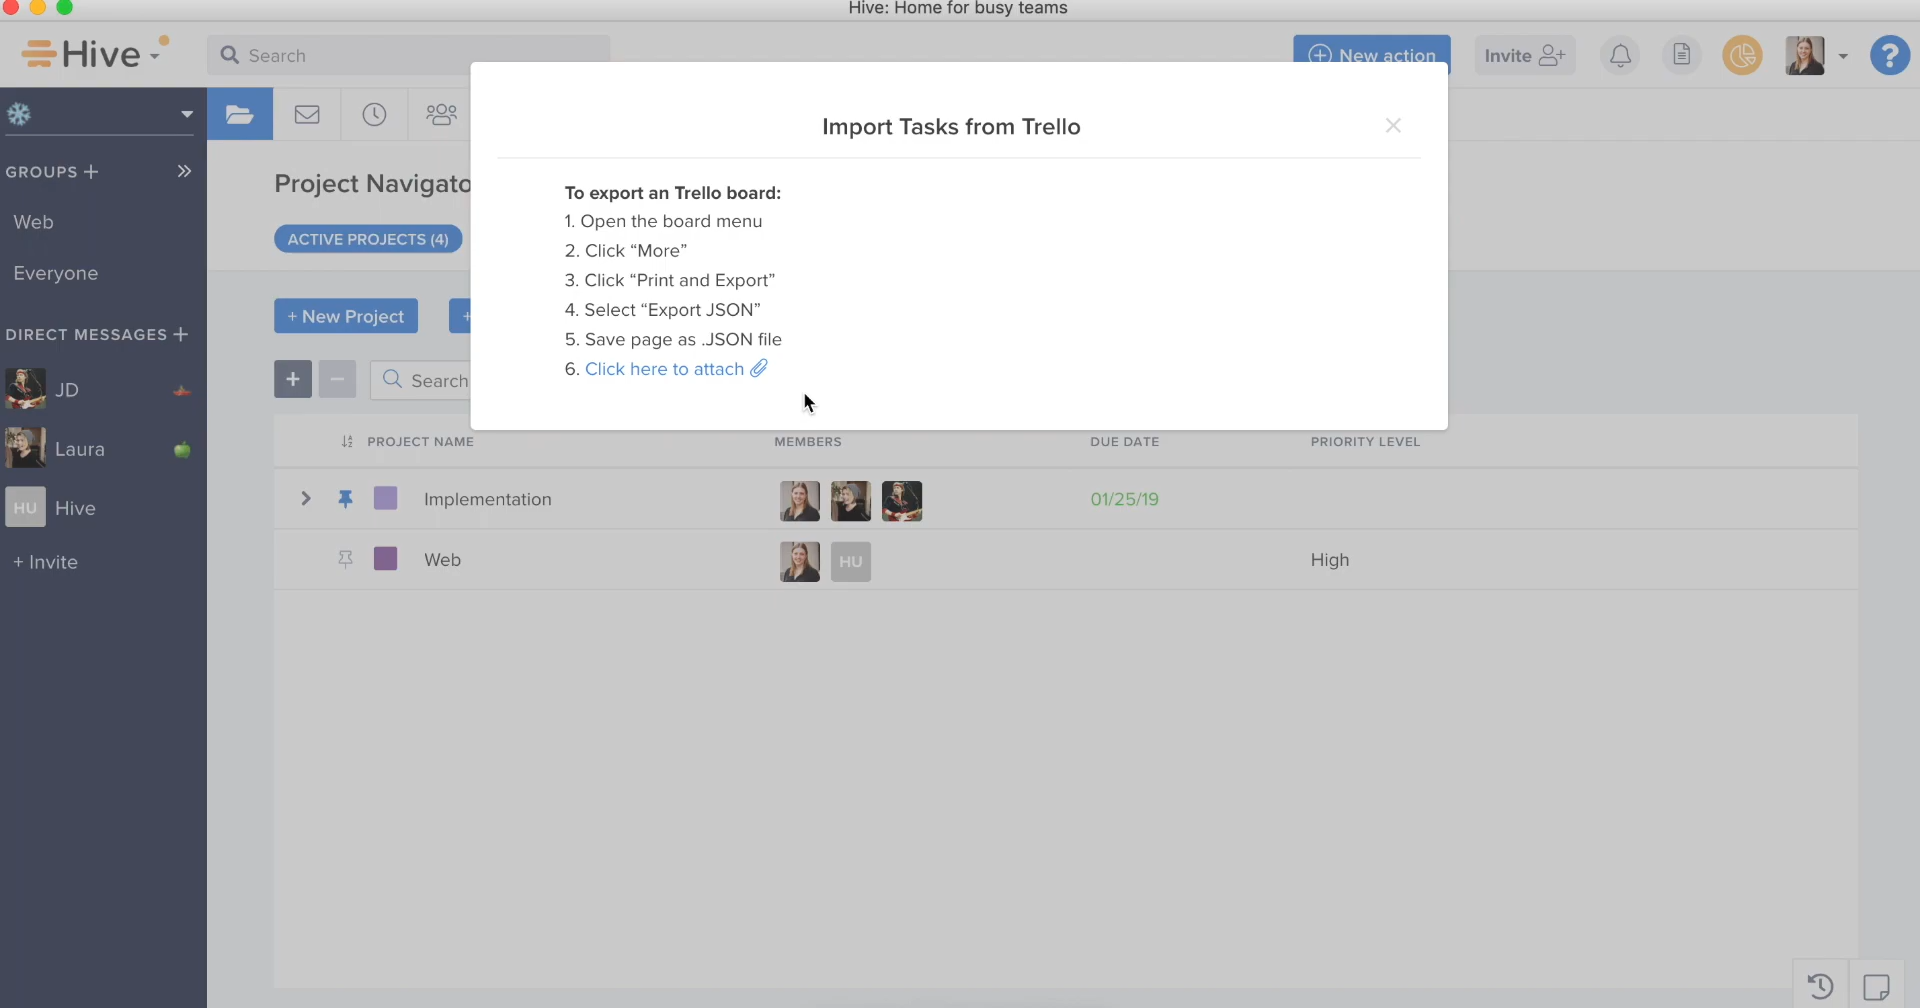 Hive: Home for busy teams
Hive
Search
New action
Invite
?
GROUPS
Web
Everyone
DIRECT MESSAGES
JD
Laura
HU
Hive
+ Invite
Project Navigato
ACTIVE PROJECTS (4)
+ New Project
+
Search
Import Tasks from Trello
To export an Trello board:
1. Open the board menu
2. Click “More”
3. Click “Print and Export”
4. Select “Export JSON”
5. Save page as .JSON file
6. Click here to attach
PROJECT NAME
MEMBERS
DUE DATE
PRIORITY LEVEL
Implementation
01/25/19
Web
HU
High